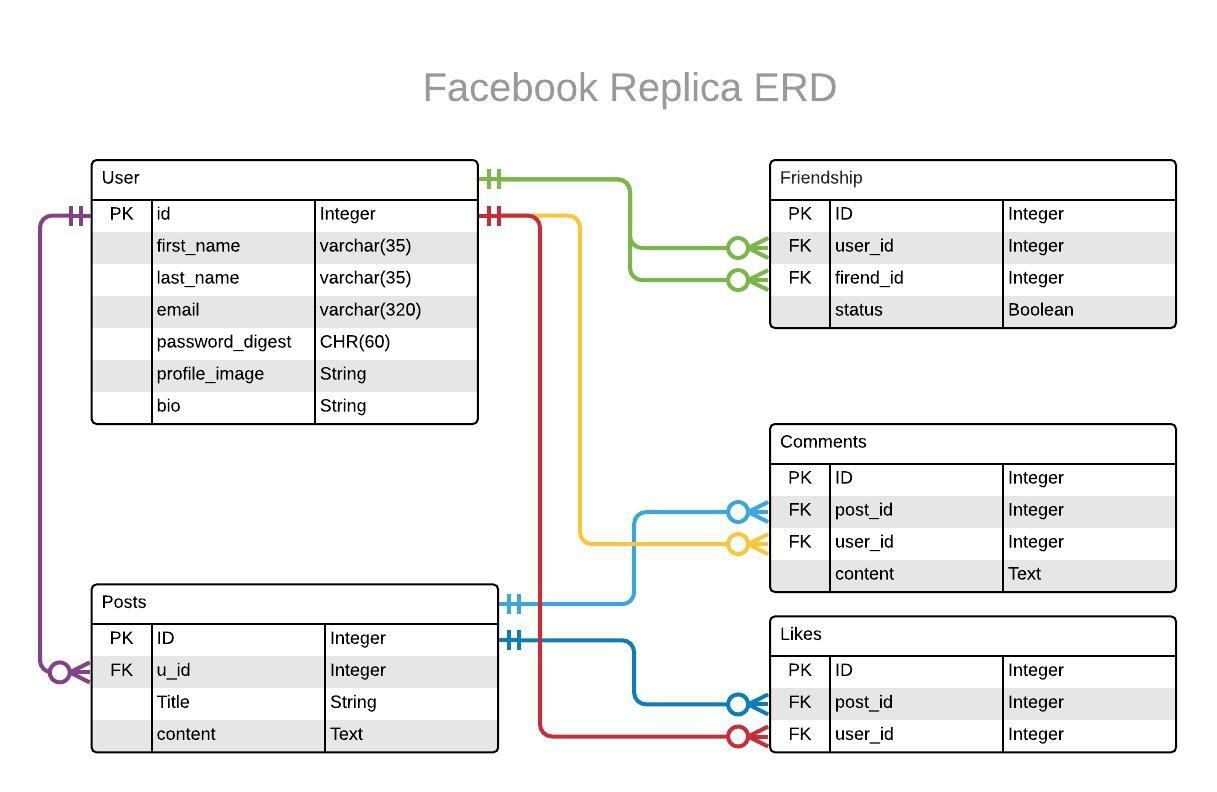 Facebook Replica ERD
User
PK id Integer
first_name varchar(35)
last_name varchar(35)
email varchar(320)
password_digest CHR(60)
profile_image String
bio String
Friendship
PK ID Integer
FK user_id Integer
FK firend_id Integer
status Boolean
Comments
PK ID Integer
FK post_id Integer
FK user_id Integer
content Text
Posts
PK ID Integer
FK u_id Integer
Title String
content Text
Likes
PK ID Integer
FK post_id Integer
FK user_id Integer